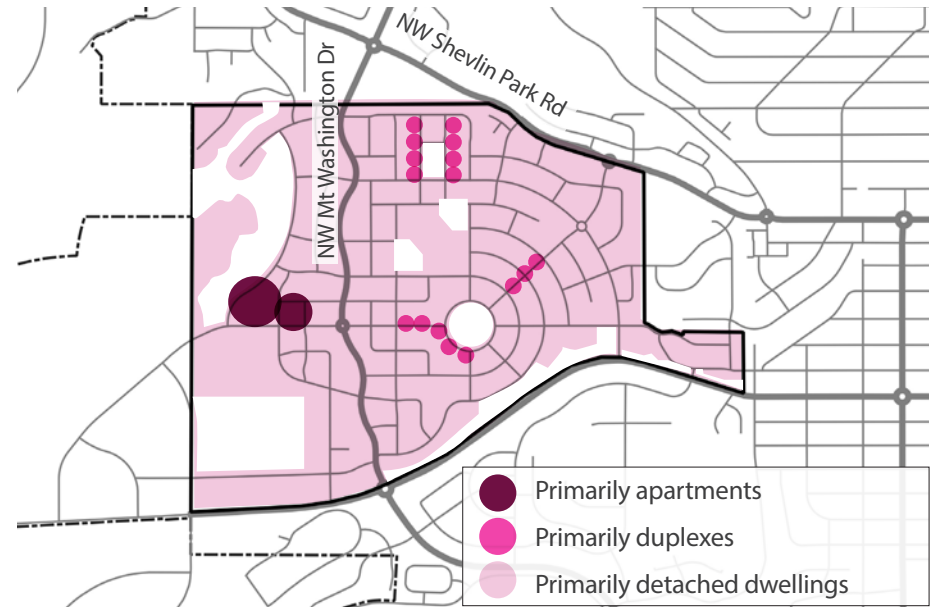 NW Shevlin Park Rd
NW Mt Washington Dr
Primarily apartments
Primarily duplexes
Primarily detached dwellings